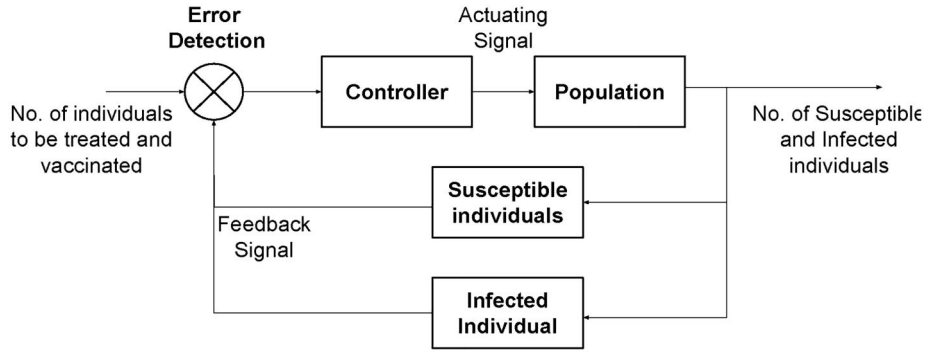 Error
Detection
Actuating
Signal
Controller
Population
No. of individuals
to be treated and
vaccinated
No. of Susceptible
and Infected
individuals
Susceptible
individuals
Feedback
Signal
Infected
Individual